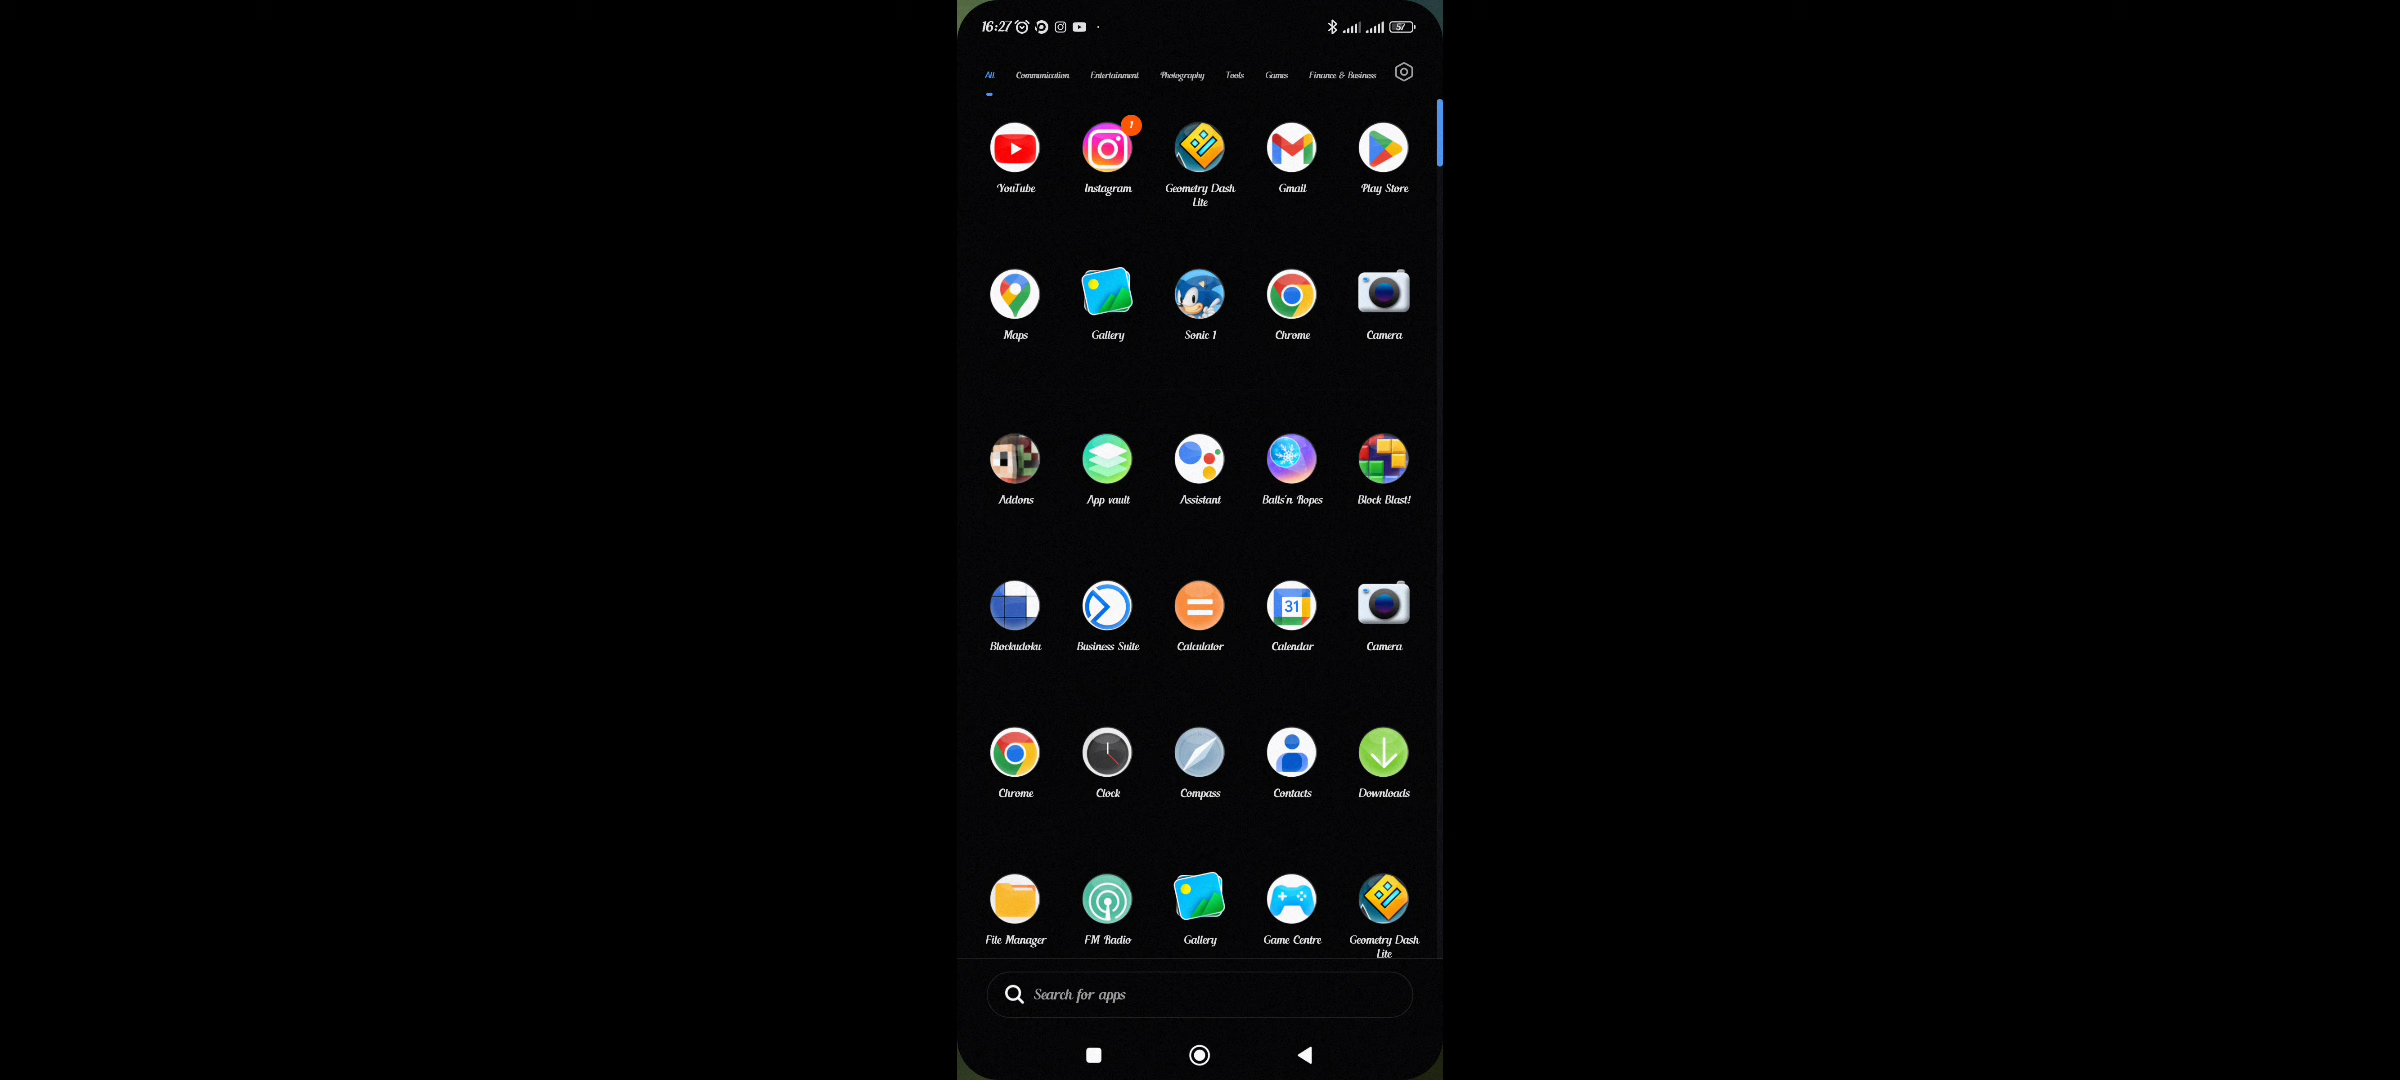 16:27
57
All Communication Entertainment Photography Tools Games Finance & Business
1
YouTube Instagram Geometry Dash Lite Gmail Play Store
Maps Gallery Sonic 1 Chrome Camera
Addons App vault Assistant Balls'n Ropes Block Blast!
31
Blockudoku Business Suite Calculator Calendar Camera
Chrome Clock Compass Contacts Downloads
File Manager FM Radio Gallery Game Centre Geometry Dash Lite
Search for apps